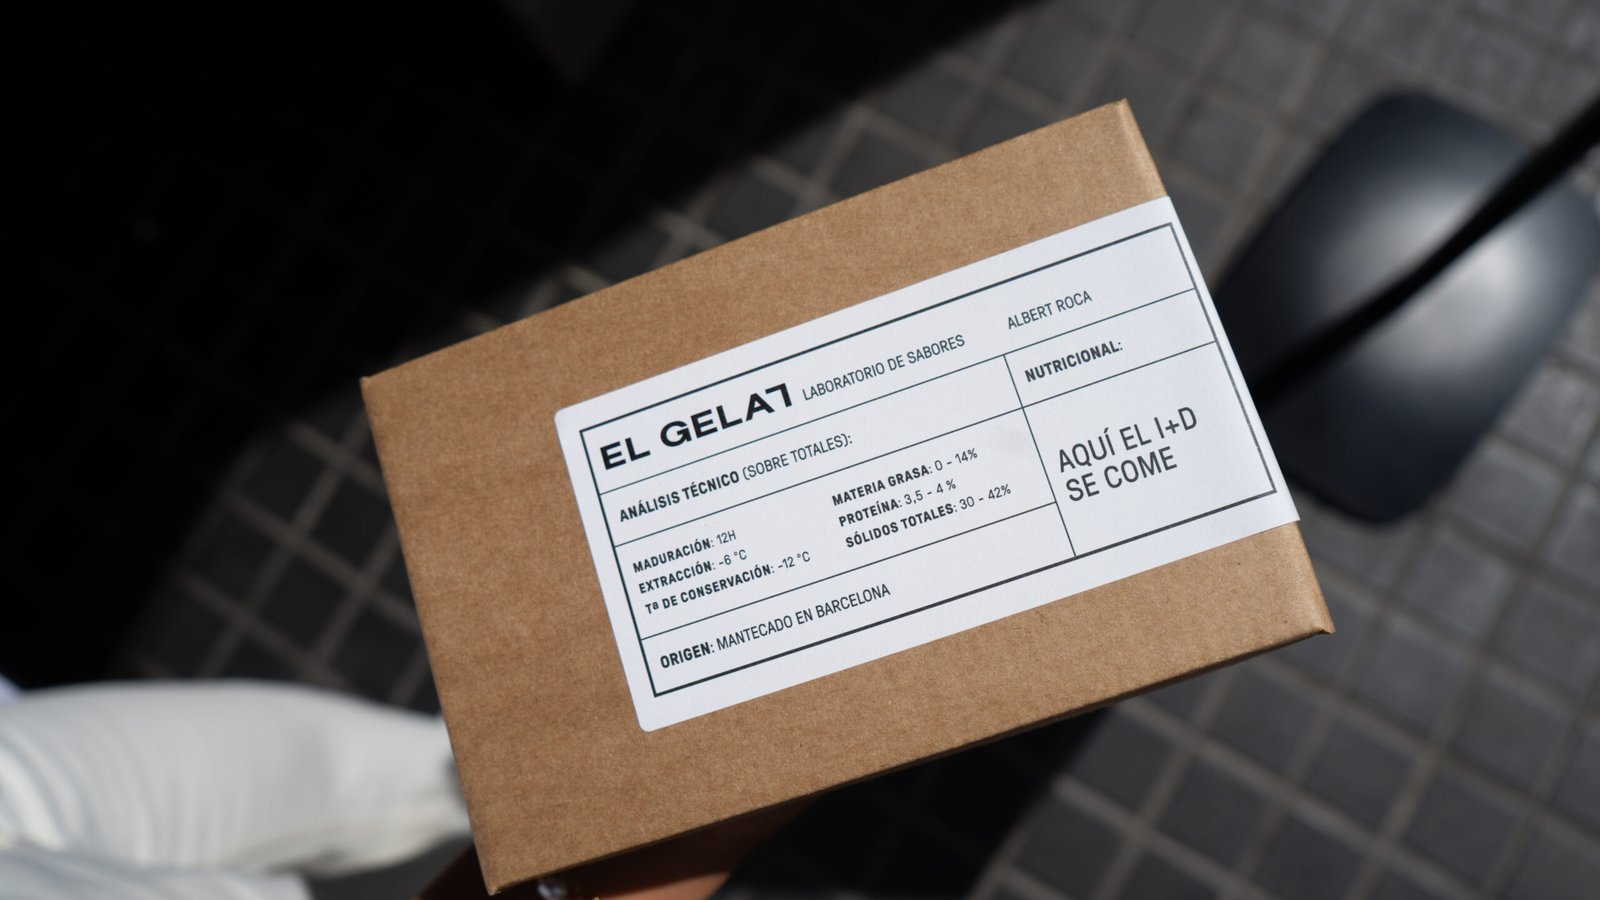 EL GELAT LABORATORIO DE SABORES ALBERT ROCA
ANÁLISIS TÉCNICO (SOBRE TOTALES):
MADURACIÓN: 12H
EXTRACCIÓN: -6 °C
Tª DE CONSERVACIÓN: -12 °C
MATERIA GRASA: 0 - 14%
PROTEÍNA: 3,5 - 4 %
SÓLIDOS TOTALES: 30 - 42%
NUTRICIONAL:
AQUÍ EL I+D
SE COME
ORIGEN: MANTECADO EN BARCELONA